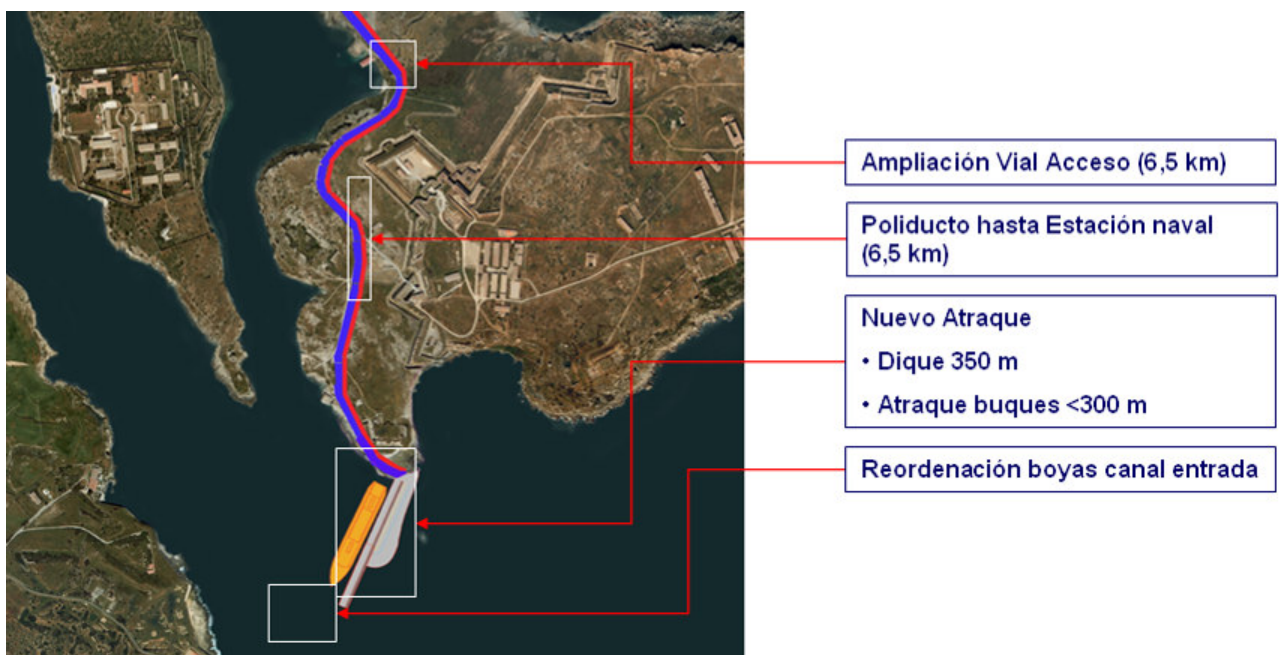 Ampliación Vial Acceso (6,5 km)
Poliducto hasta Estación naval
(6,5 km)
Nuevo Atraque
• Dique 350 m
• Atraque buques <300 m
Reordenación boyas canal entrada